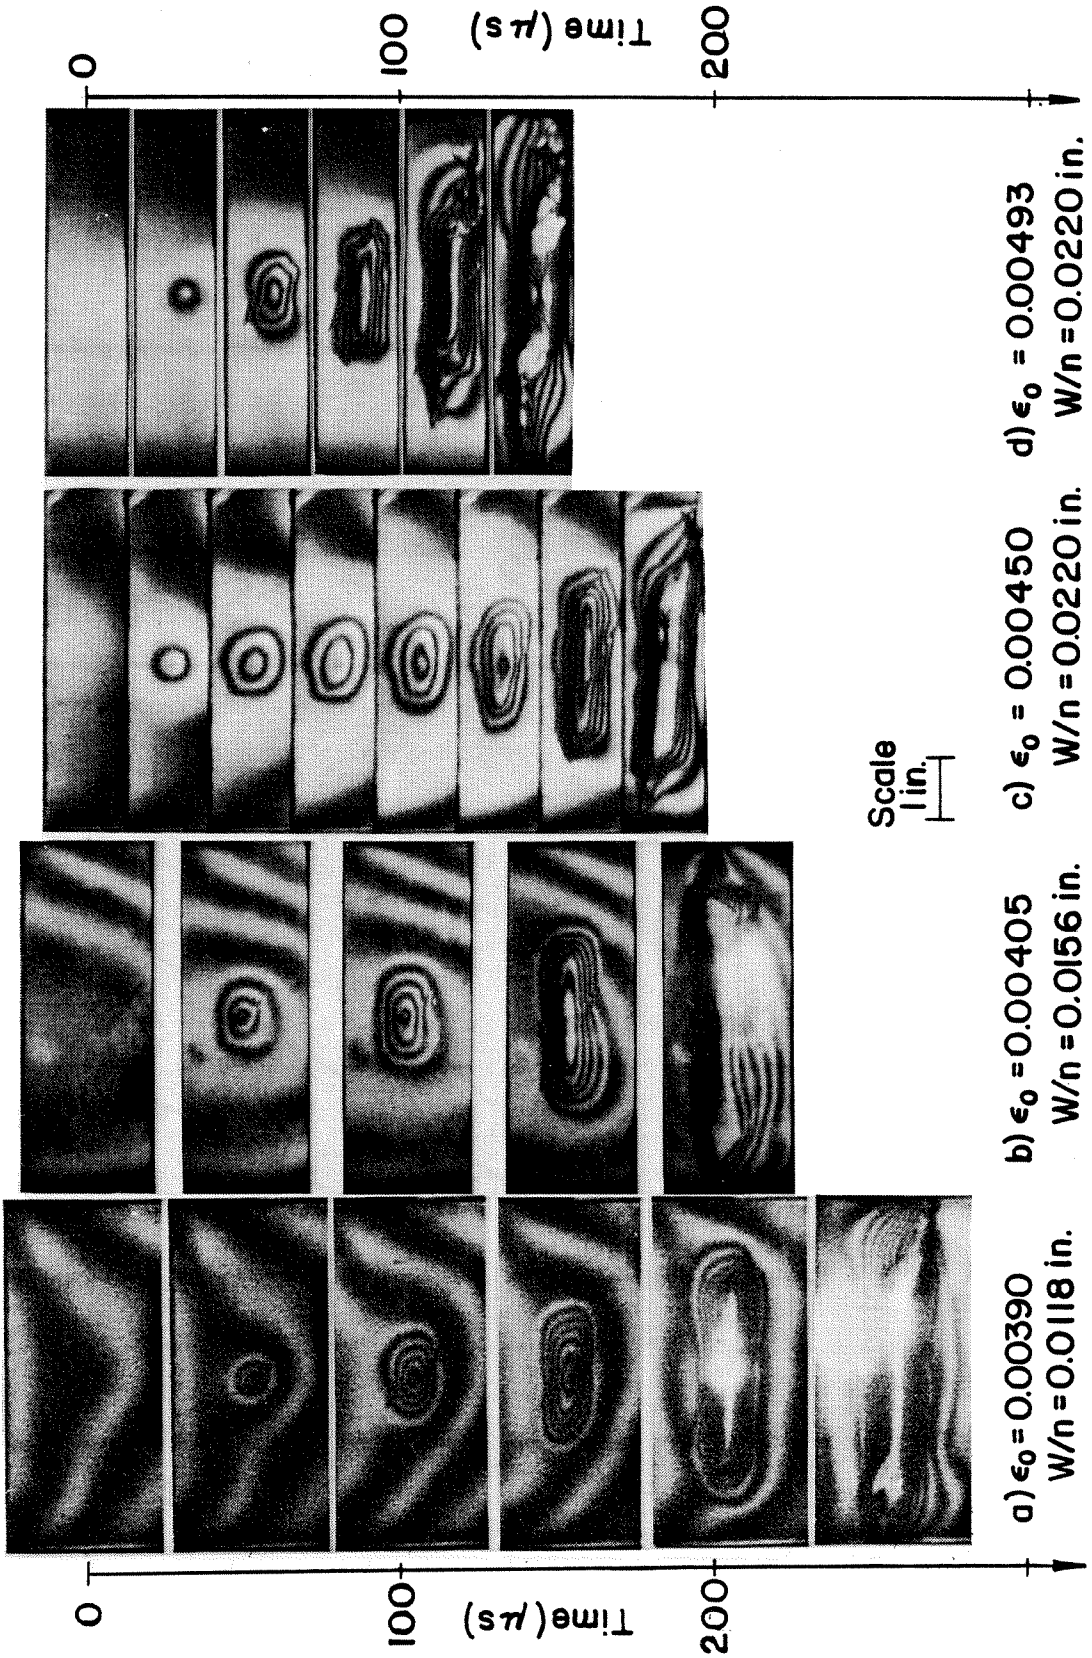 0
100
200
Time (μs)
a) ε₀ = 0.00390
W/n = 0.0118 in.
b) ε₀ = 0.00405
W/n = 0.0156 in.
Scale
1 in.
c) ε₀ = 0.00450
W/n = 0.0220 in.
d) ε₀ = 0.00493
W/n = 0.0220 in.
0
100
200
Time (μs)